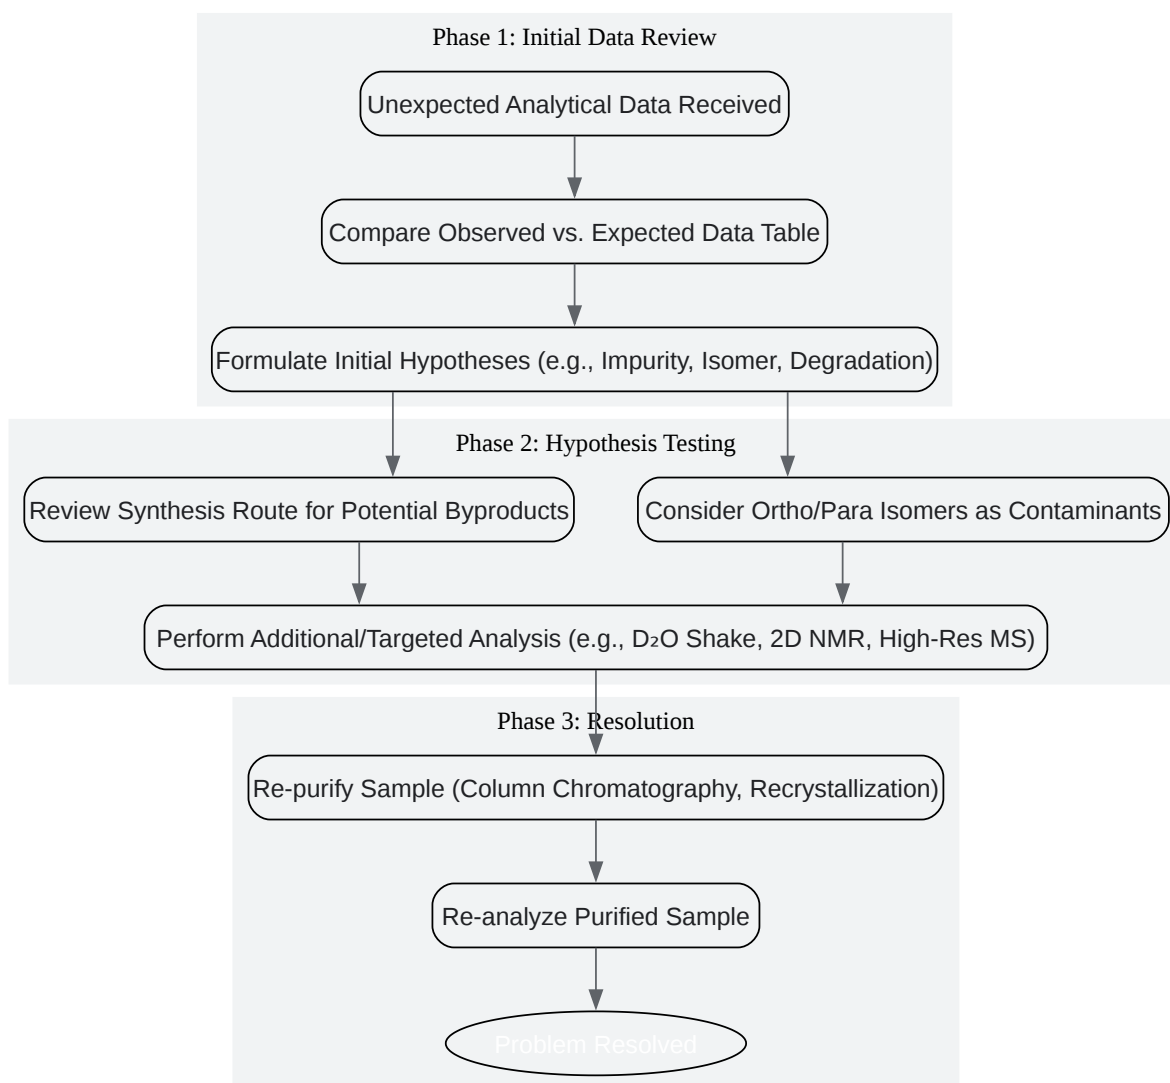 Phase 1: Initial Data Review
Unexpected Analytical Data Received
Compare Observed vs. Expected Data Table
Formulate Initial Hypotheses (e.g., Impurity, Isomer, Degradation)
Phase 2: Hypothesis Testing
Review Synthesis Route for Potential Byproducts
Consider Ortho/Para Isomers as Contaminants
Perform Additional/Targeted Analysis (e.g., D₂O Shake, 2D NMR, High-Res MS)
Phase 3: Resolution
Re-purify Sample (Column Chromatography, Recrystallization)
Re-analyze Purified Sample
Problem Resolved